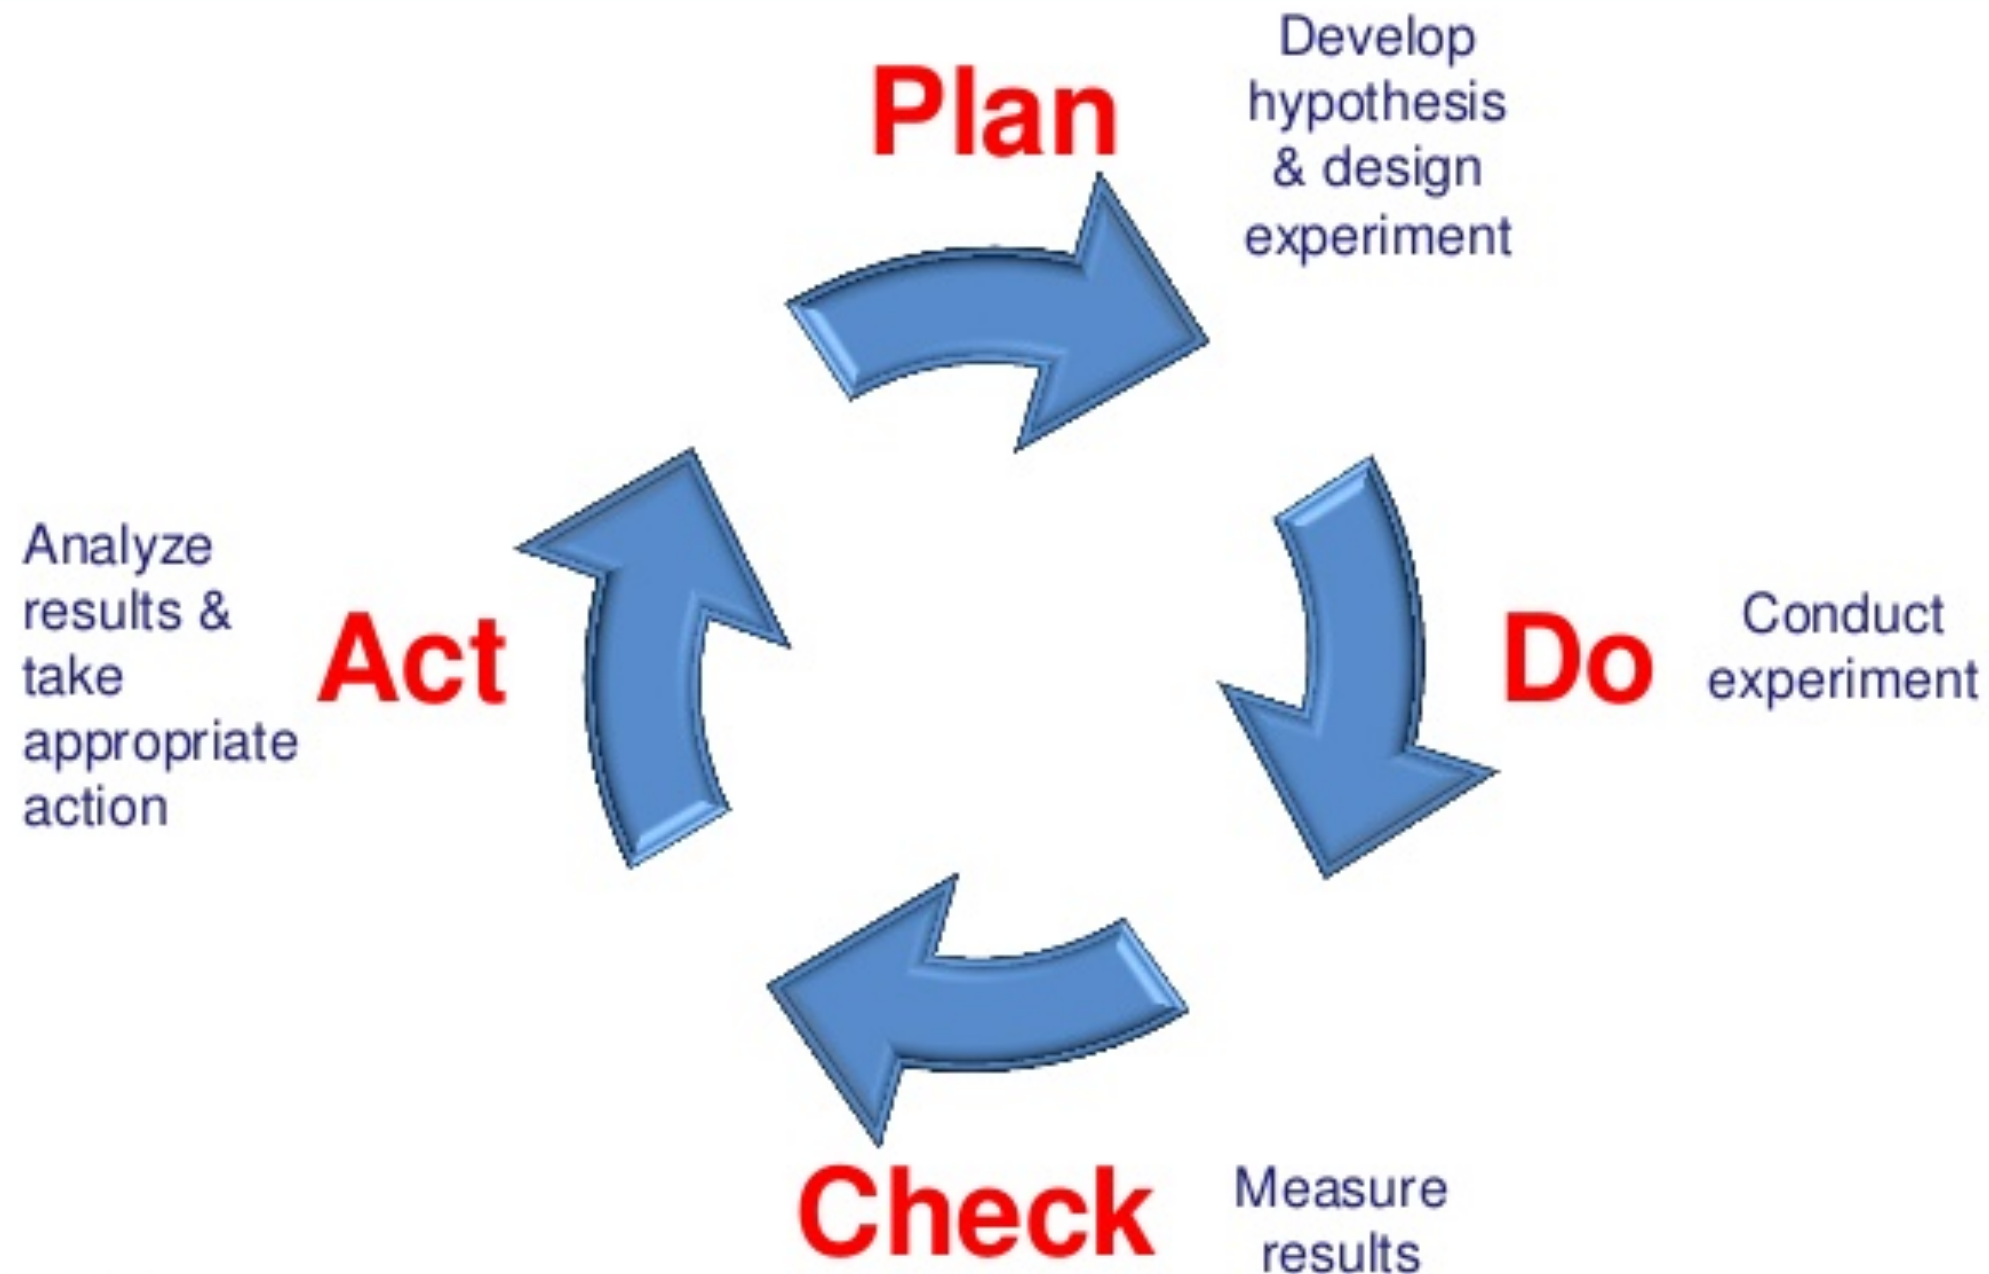 Plan
Develop
hypothesis
& design
experiment
Do
Conduct
experiment
Check
Measure
results
Act
Analyze
results &
take
appropriate
action